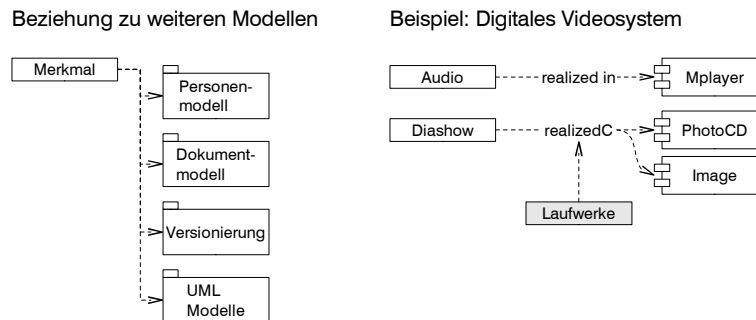 Beziehung zu weiteren Modellen
Merkmal
Personen-
modell
Dokument-
modell
Versionierung
UML
Modelle
Beispiel: Digitales Videosystem
Audio
realized in
Mplayer
Diashow
realizedC
PhotoCD
Image
Laufwerke